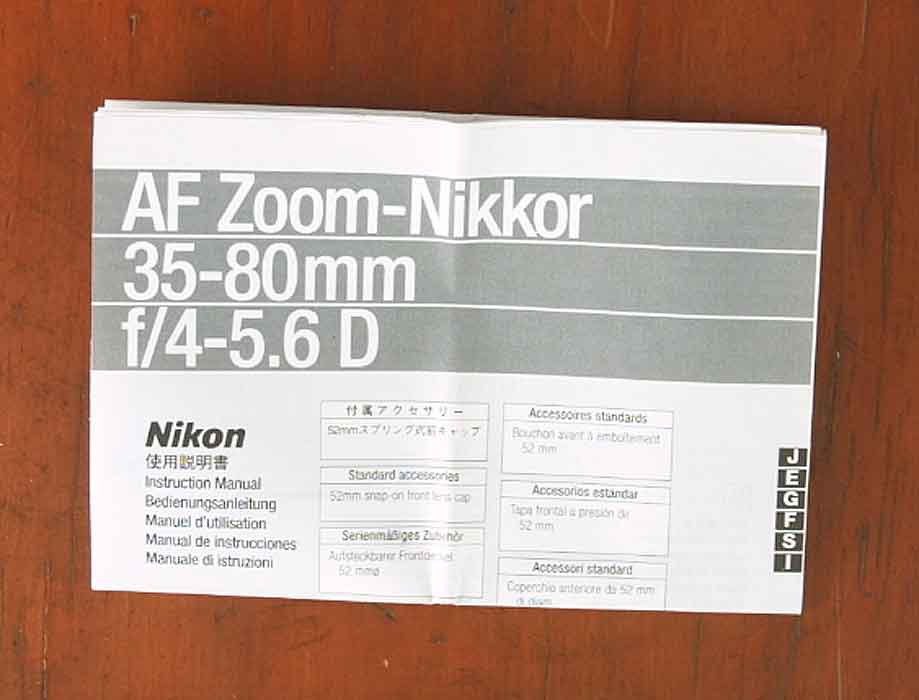 AF Zoom-Nikkor
35-80mm
f/4-5.6 D
Nikon
使用説明書
Instruction Manual
Bedienungsanleitung
Manuel d'utilisation
Manual de instrucciones
Manuale di istruzioni
付属アクセサリー
52mmスプリング式前キャップ
Standard accessories
52mm snap-on front lens cap
Serienmäßiges Zubehör
Aufsteckbarer Frontdeckel
52 mmø
Accessoires standards
Bouchon avant à emboîtement
52 mm
Accesorios estándar
Tapa frontal a presión de
52 mm
Accessori standard
Coperchio anteriore da 52 mm
di diam.
J
E
G
F
S
I